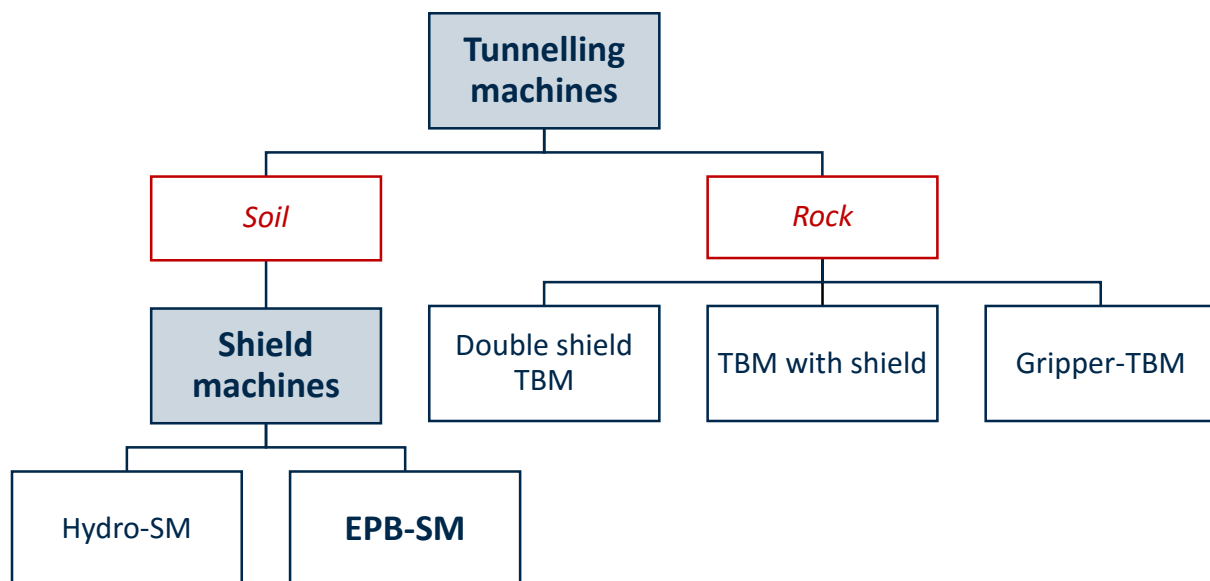 Tunnelling
machines
Soil
Rock
Shield
machines
Double shield
TBM
TBM with shield
Gripper-TBM
Hydro-SM
EPB-SM